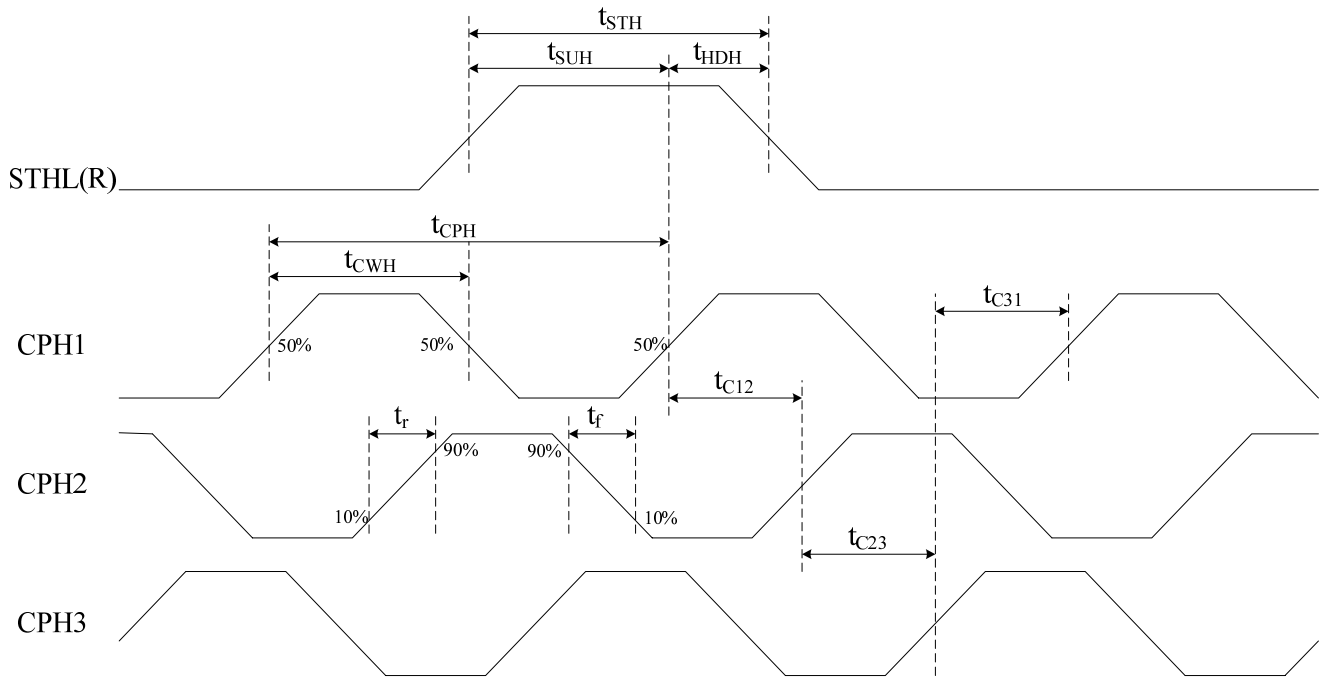 tSTH
tSUH tHDH
STHL(R)
tCPH
tCWH
tC31
CPH1 50% 50% 50%
tC12
tr tf
90% 90%
CPH2
10% 10%
tC23
CPH3